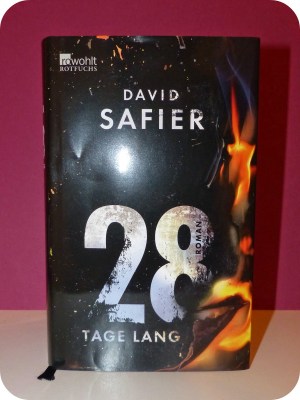 rowohlt
ROTFUCHS
DAVID
SAFIER
28
ROMAN
TAGE LANG